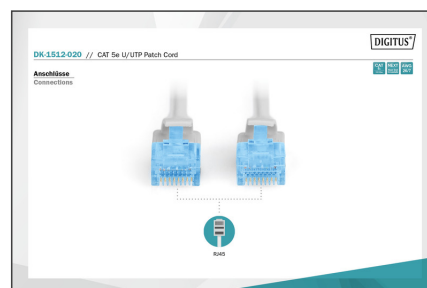 DIGITUS®
DK-1512-020 // CAT 5e U/UTP Patch Cord
Anschlüsse
Connections
RJ45